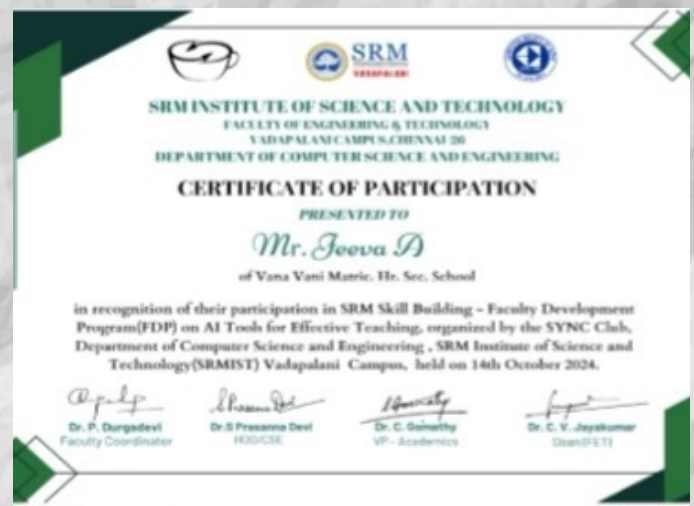 SRM
VADAPALANI
SRM INSTITUTE OF SCIENCE AND TECHNOLOGY
FACULTY OF ENGINEERING & TECHNOLOGY
VADAPALANI CAMPUS,CHENNAI 26
DEPARTMENT OF COMPUTER SCIENCE AND ENGINEERING
CERTIFICATE OF PARTICIPATION
PRESENTED TO
Mr. Jeeva A
of Vana Vani Matric. Hr. Sec. School
in recognition of their participation in SRM Skill Building – Faculty Development
Program(FDP) on AI Tools for Effective Teaching, organized by the SYNC Club,
Department of Computer Science and Engineering , SRM Institute of Science and
Technology(SRMIST) Vadapalani Campus, held on 14th October 2024.
Dr. P. Durgadevi Dr.S Prasanna Devi Dr. C. Gomathy Dr. C. V. Jayakumar
Faculty Coordinator HOD/CSE VP - Academics Dean(FET)